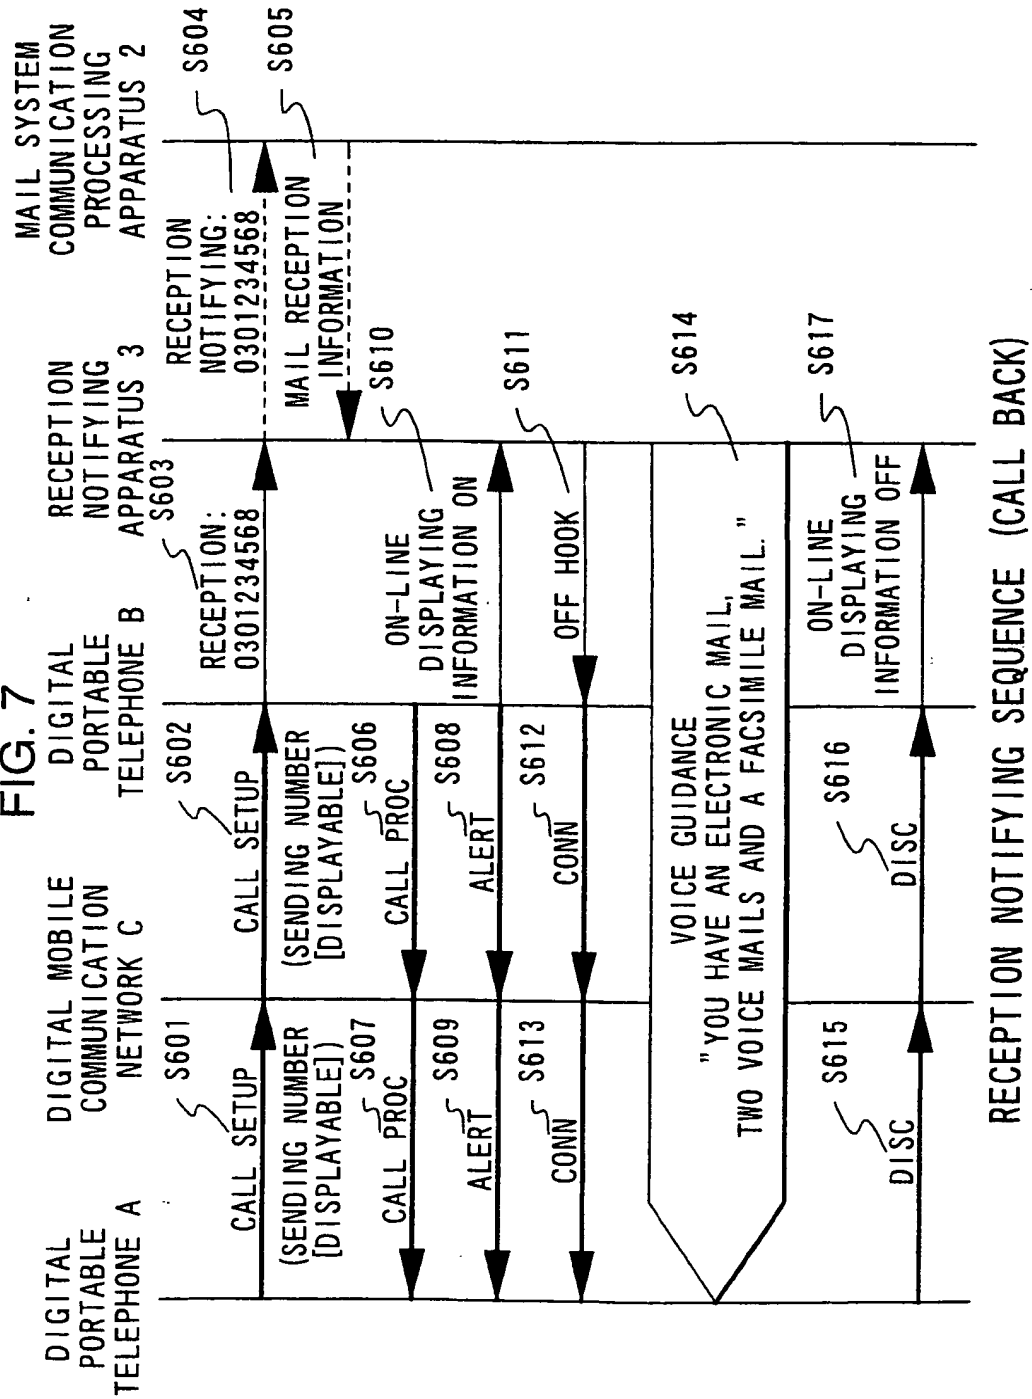 FIG. 7
DIGITAL
PORTABLE
TELEPHONE A
DIGITAL MOBILE
COMMUNICATION
NETWORK C
DIGITAL
PORTABLE
TELEPHONE B
RECEPTION
NOTIFYING
APPARATUS 3
MAIL SYSTEM
COMMUNICATION
PROCESSING
APPARATUS 2
S601
CALL SETUP
(SENDING NUMBER
[DISPLAYABLE])
S602
CALL SETUP
(SENDING NUMBER
[DISPLAYABLE])
S603
RECEPTION:
0301234568
S604
RECEPTION
NOTIFYING:
0301234568
S605
MAIL RECEPTION
INFORMATION
S607
CALL PROC
S606
CALL PROC
S609
ALERT
S608
ALERT
S610
ON-LINE
DISPLAYING
INFORMATION ON
S613
CONN
S612
CONN
S611
OFF HOOK
S614
VOICE GUIDANCE
"YOU HAVE AN ELECTRONIC MAIL,
TWO VOICE MAILS AND A FACSIMILE MAIL."
S615
DISC
S616
DISC
S617
ON-LINE
DISPLAYING
INFORMATION OFF
RECEPTION NOTIFYING SEQUENCE (CALL BACK)